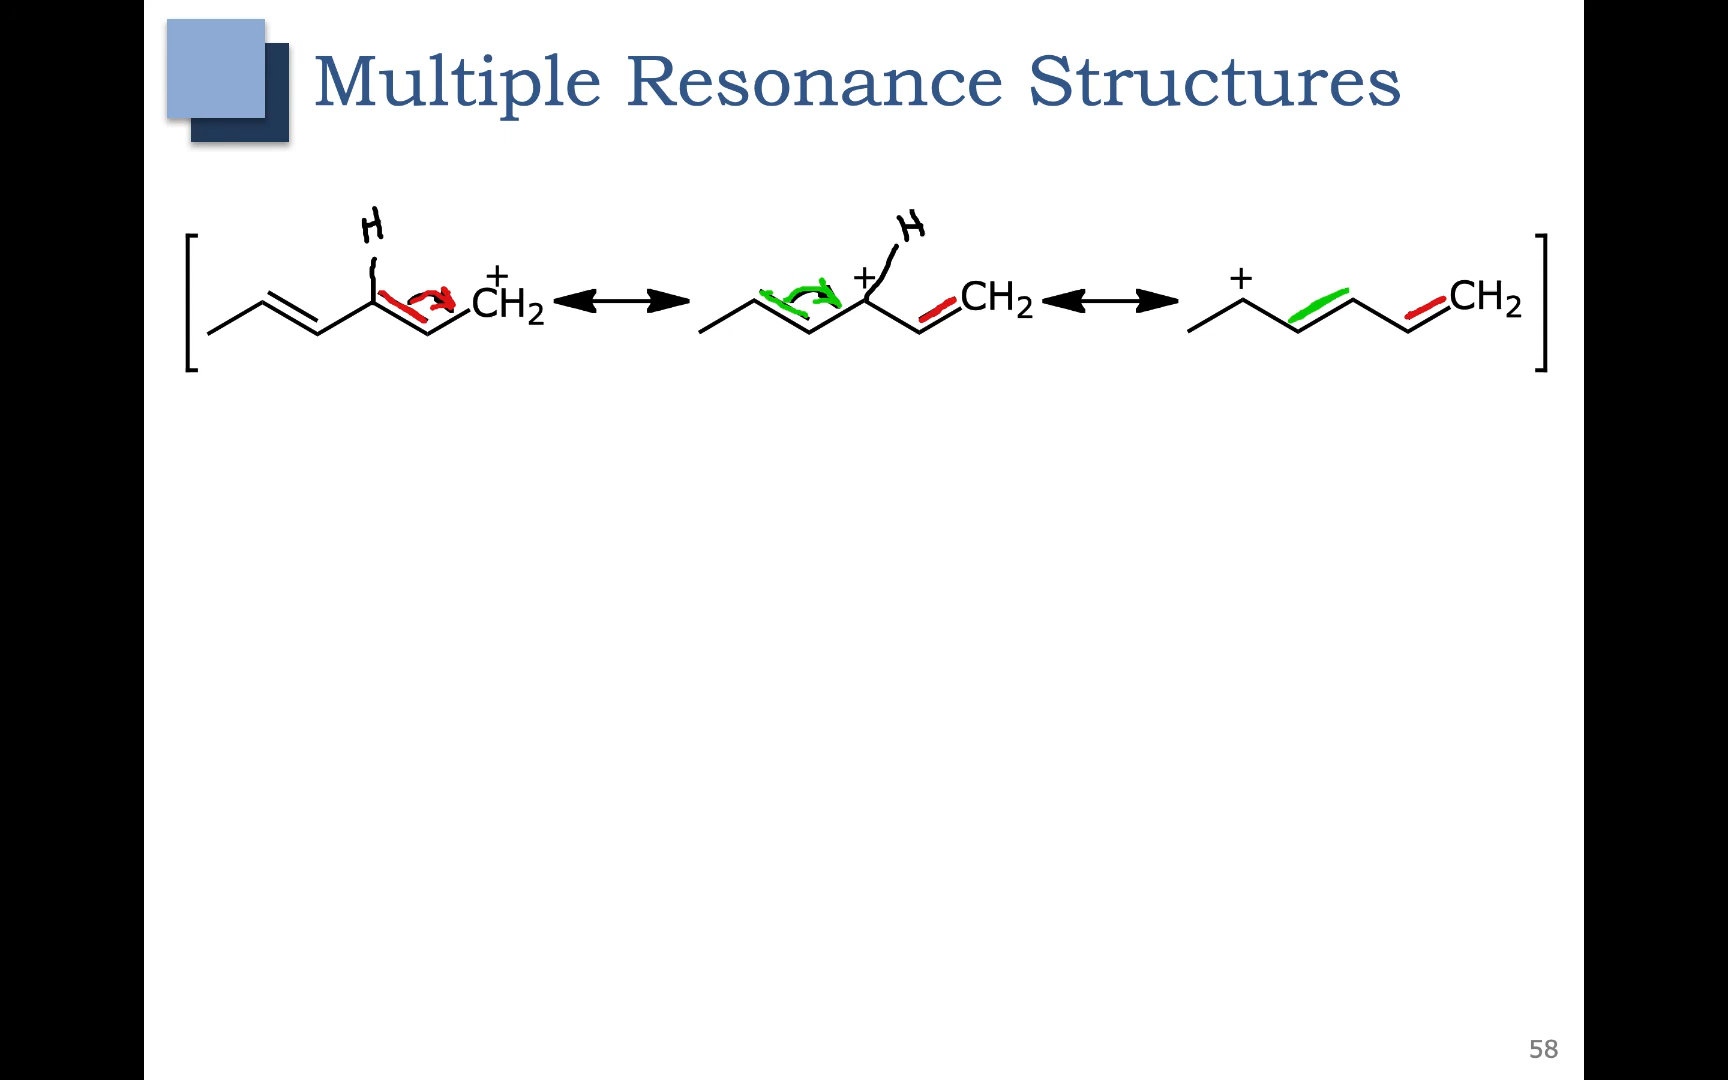 Multiple Resonance Structures
H H
+ + +
CH₂ CH₂ CH₂
58